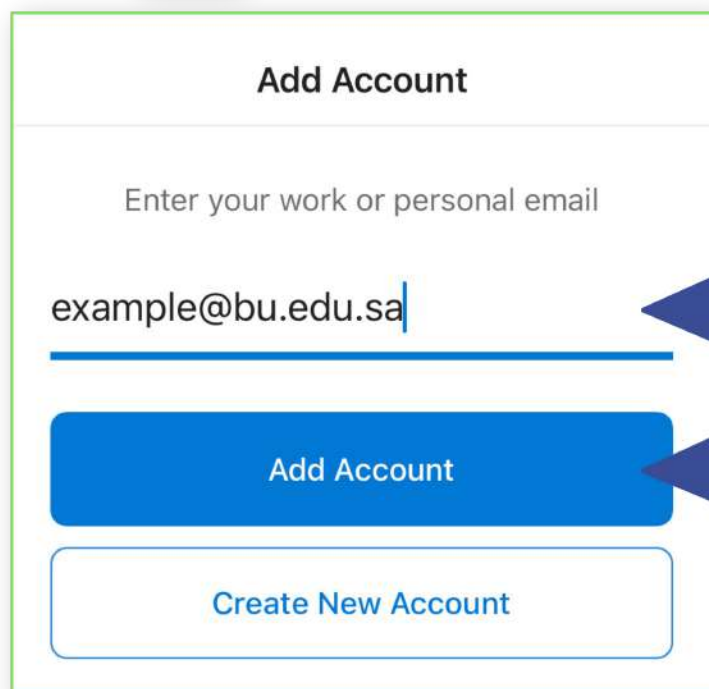 Add Account
Enter your work or personal email
example@bu.edu.sa
Add Account
Create New Account